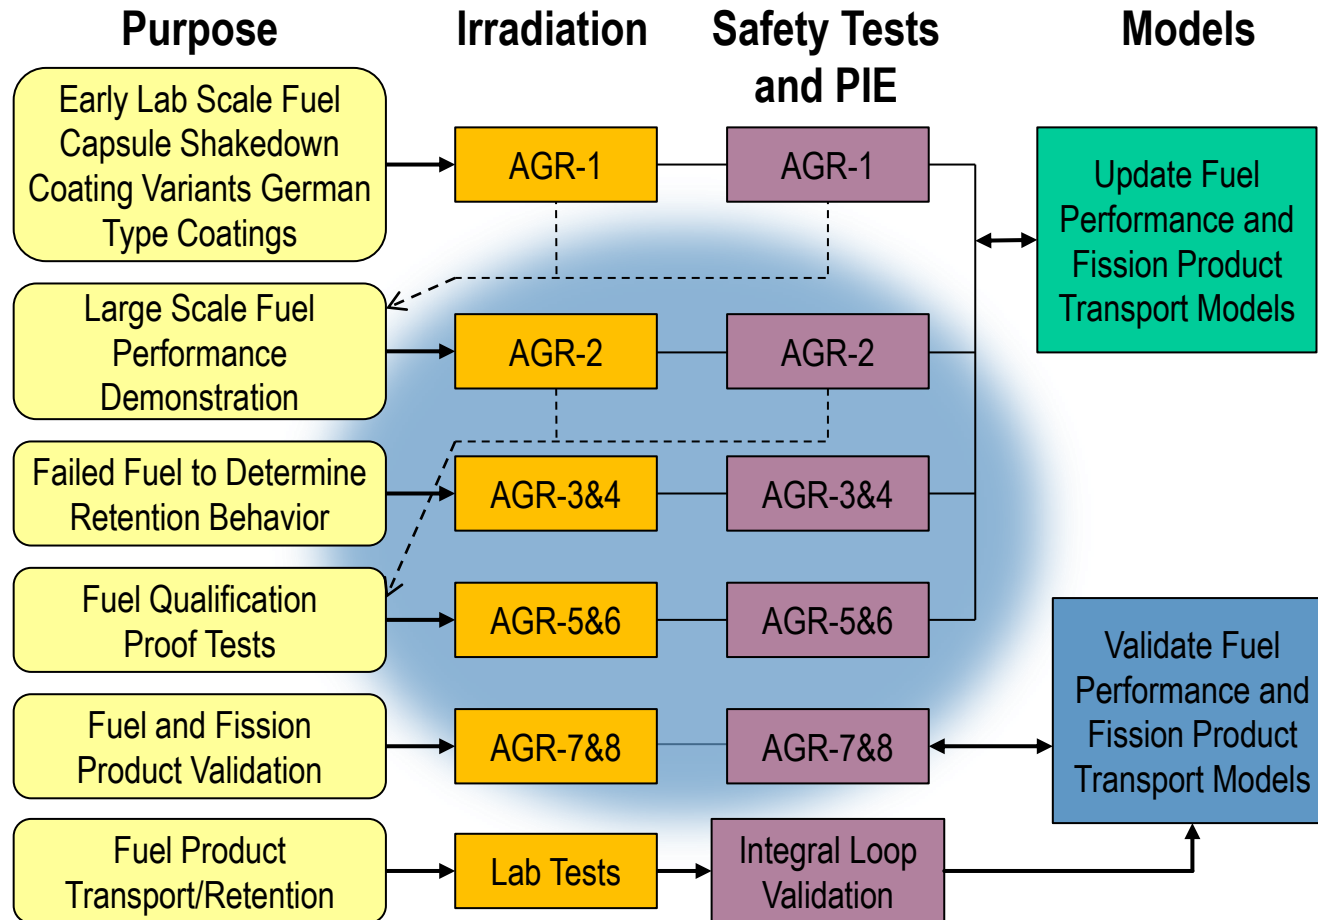 Purpose
Irradiation
Safety Tests
and PIE
Models
Early Lab Scale Fuel
Capsule Shakedown
Coating Variants German
Type Coatings
AGR-1
AGR-1
Update Fuel
Performance and
Fission Product
Transport Models
Large Scale Fuel
Performance
Demonstration
AGR-2
AGR-2
Failed Fuel to Determine
Retention Behavior
AGR-3&4
AGR-3&4
Fuel Qualification
Proof Tests
AGR-5&6
AGR-5&6
Validate Fuel
Performance and
Fission Product
Transport Models
Fuel and Fission
Product Validation
AGR-7&8
AGR-7&8
Fuel Product
Transport/Retention
Lab Tests
Integral Loop
Validation